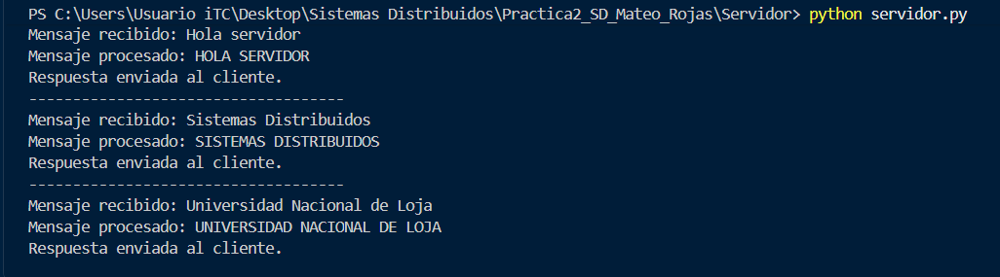 PS C:\Users\Usuario iTC\Desktop\Sistemas Distribuidos\Practica2_SD_Mateo_Rojas\Servidor> python servidor.py
Mensaje recibido: Hola servidor
Mensaje procesado: HOLA SERVIDOR
Respuesta enviada al cliente.
------------------------------------
Mensaje recibido: Sistemas Distribuidos
Mensaje procesado: SISTEMAS DISTRIBUIDOS
Respuesta enviada al cliente.
------------------------------------
Mensaje recibido: Universidad Nacional de Loja
Mensaje procesado: UNIVERSIDAD NACIONAL DE LOJA
Respuesta enviada al cliente.